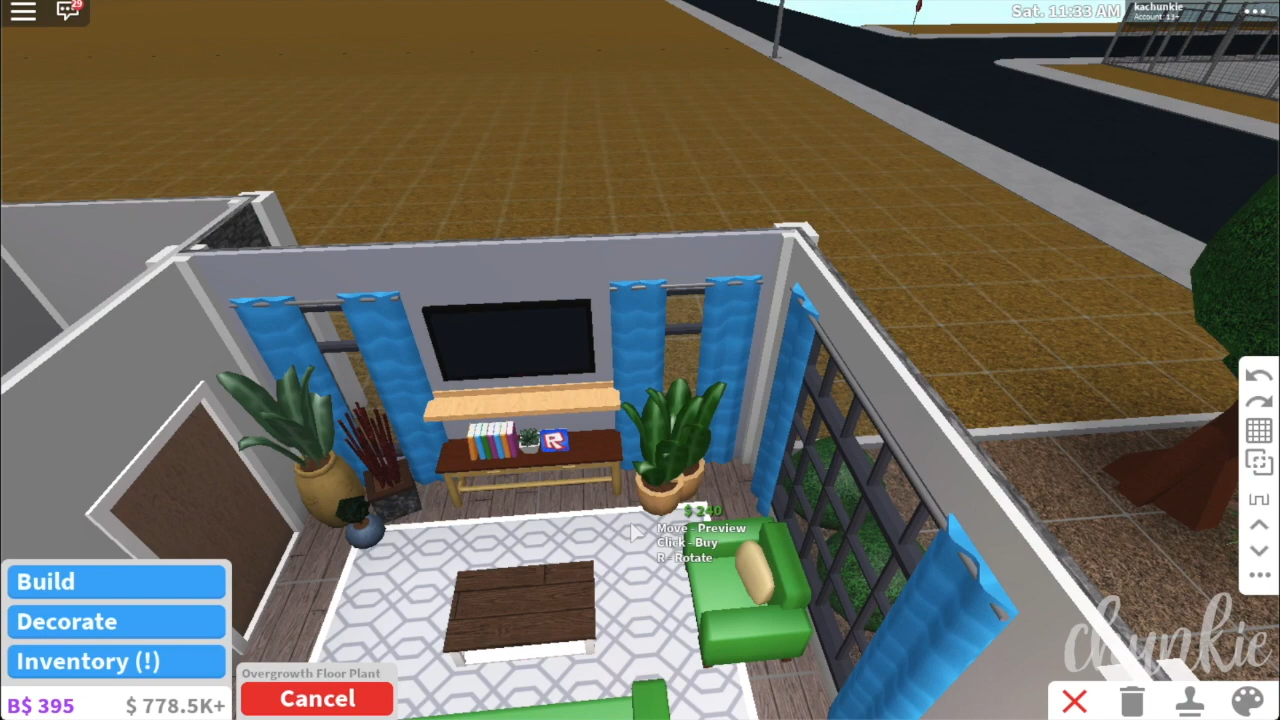 29
Sat. 11:33 AM
kachunkie
Account: 13+
$ 240
Move - Preview
Click - Buy
R - Rotate
Build
Decorate
Inventory (!)
B$ 395
$ 778.5K+
Overgrowth Floor Plant
Cancel
chunkie